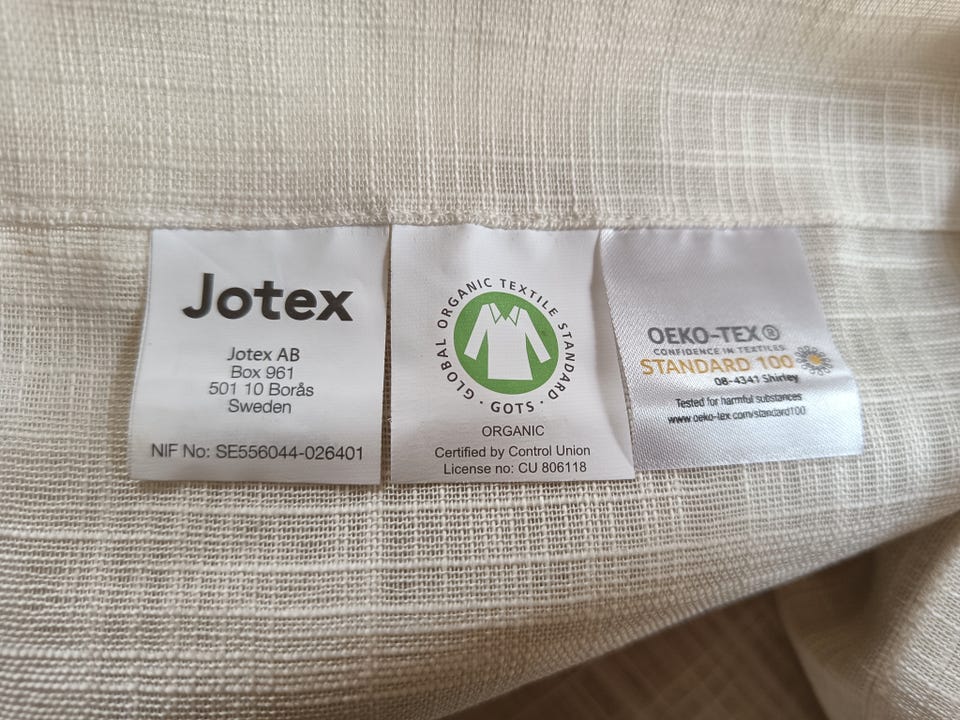 Jotex
Jotex AB
Box 961
501 10 Borås
Sweden
NIF No: SE556044-026401
GLOBAL ORGANIC TEXTILE STANDARD · GOTS ·
ORGANIC
Certified by Control Union
License no: CU 806118
OEKO-TEX®
CONFIDENCE IN TEXTILES
STANDARD 100
08-4341 Shirley
Tested for harmful substances
www.oeko-tex.com/standard100